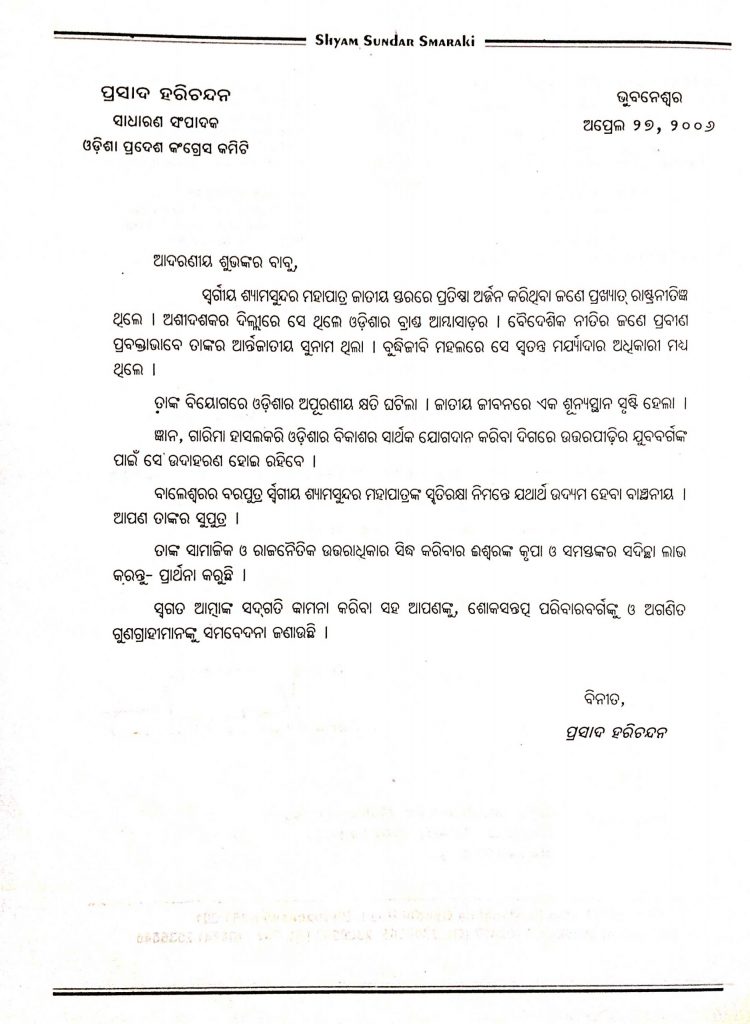 Shyam Sundar Smaraki
ପ୍ରସାଦ ହରିଚନ୍ଦନ
ସାଧାରଣ ସଂପାଦକ
ଓଡ଼ିଶା ପ୍ରଦେଶ କଂଗ୍ରେସ କମିଟି
ଭୁବନେଶ୍ୱର
ଅପ୍ରେଲ ୨୭, ୨୦୦୬
ଆଦରଣୀୟ ଶୁଭଙ୍କର ବାବୁ,
ସ୍ୱର୍ଗୀୟ ଶ୍ୟାମସୁନ୍ଦର ମହାପାତ୍ର ଜାତୀୟ ସ୍ତରରେ ପ୍ରତିଷ୍ଠା ଅର୍ଜନ କରିଥିବା ଜଣେ ପ୍ରଖ୍ୟାତ୍ ରାଷ୍ଟ୍ରନୀତିଜ୍ଞ
ଥିଲେ । ଅଶୀଦଶକର ଦିଲ୍ଲୀରେ ସେ ଥିଲେ ଓଡ଼ିଶାର ବ୍ରାଣ୍ଡ ଆମ୍ବାସାଡ଼ର । ବୈଦେଶିକ ନୀତିର ଜଣେ ପ୍ରବୀଣ
ପ୍ରବକ୍ତାଭାବେ ତାଙ୍କର ଆର୍ନ୍ତଜାତୀୟ ସୁନାମ ଥିଲା । ବୁଦ୍ଧିଜୀବି ମହଲରେ ସେ ସ୍ୱତନ୍ତ୍ର ମର୍ଯ୍ୟାଦାର ଅଧିକାରୀ ମଧ୍ୟ
ଥିଲେ ।
ତାଙ୍କ ବିୟୋଗରେ ଓଡ଼ିଶାର ଅପୂରଣୀୟ କ୍ଷତି ଘଟିଲା । ଜାତୀୟ ଜୀବନରେ ଏକ ଶୂନ୍ୟସ୍ଥାନ ସୃଷ୍ଟି ହେଲା ।
ଜ୍ଞାନ, ଗାରିମା ହାସଲକରି ଓଡ଼ିଶାର ବିକାଶର ସାର୍ଥକ ଯୋଗଦାନ କରିବା ଦିଗରେ ଉତ୍ତରପୀଢ଼ିର ଯୁବବର୍ଗଙ୍କ
ପାଇଁ ସେ ଉଦାହରଣ ହୋଇ ରହିବେ ।
ବାଲେଶ୍ୱରର ବରପୁତ୍ର ର୍ସ୍ୱଗୀୟ ଶ୍ୟାମସୁନ୍ଦର ମହାପାତ୍ରଙ୍କ ସ୍ମୃତିରକ୍ଷା ନିମନ୍ତେ ଯଥାର୍ଥ ଉଦ୍ୟମ ହେବା ବାଞ୍ଚନୀୟ ।
ଆପଣ ତାଙ୍କର ସୁପୁତ୍ର ।
ତାଙ୍କ ସାମାଜିକ ଓ ରାଜନୈତିକ ଉତ୍ତରାଧିକାର ସିଦ୍ଧ କରିବାର ଈଶ୍ୱରଙ୍କ କୃପା ଓ ସମସ୍ତଙ୍କର ସଦିଚ୍ଛା ଲାଭ
କରନ୍ତୁ- ପ୍ରାର୍ଥନା କରୁଛି ।
ସ୍ୱଗତ ଆତ୍ମାଙ୍କ ସଦ୍‌ଗତି କାମନା କରିବା ସହ ଆପଣଙ୍କୁ, ଶୋକସନ୍ତପ୍ତ ପରିବାରବର୍ଗଙ୍କୁ ଓ ଅଗଣିତ
ଗୁଣଗ୍ରାହୀମାନଙ୍କୁ ସମବେଦନା ଜଣାଉଛି ।
ବିନୀତ,
ପ୍ରସାଦ ହରିଚନ୍ଦନ